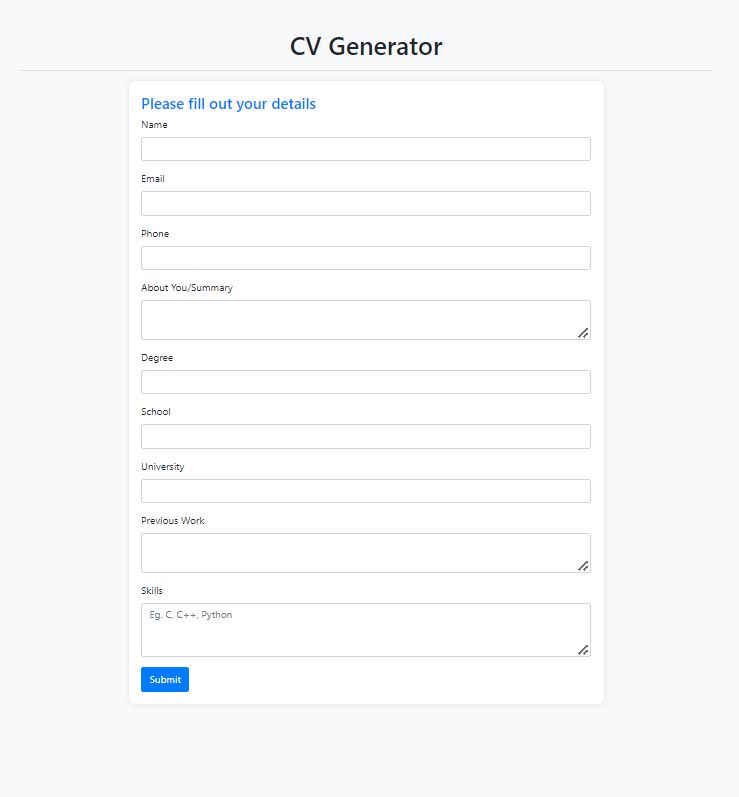 CV Generator
Please fill out your details
Name
Email
Phone
About You/Summary
Degree
School
University
Previous Work
Skills
Eg. C, C++, Python
Submit